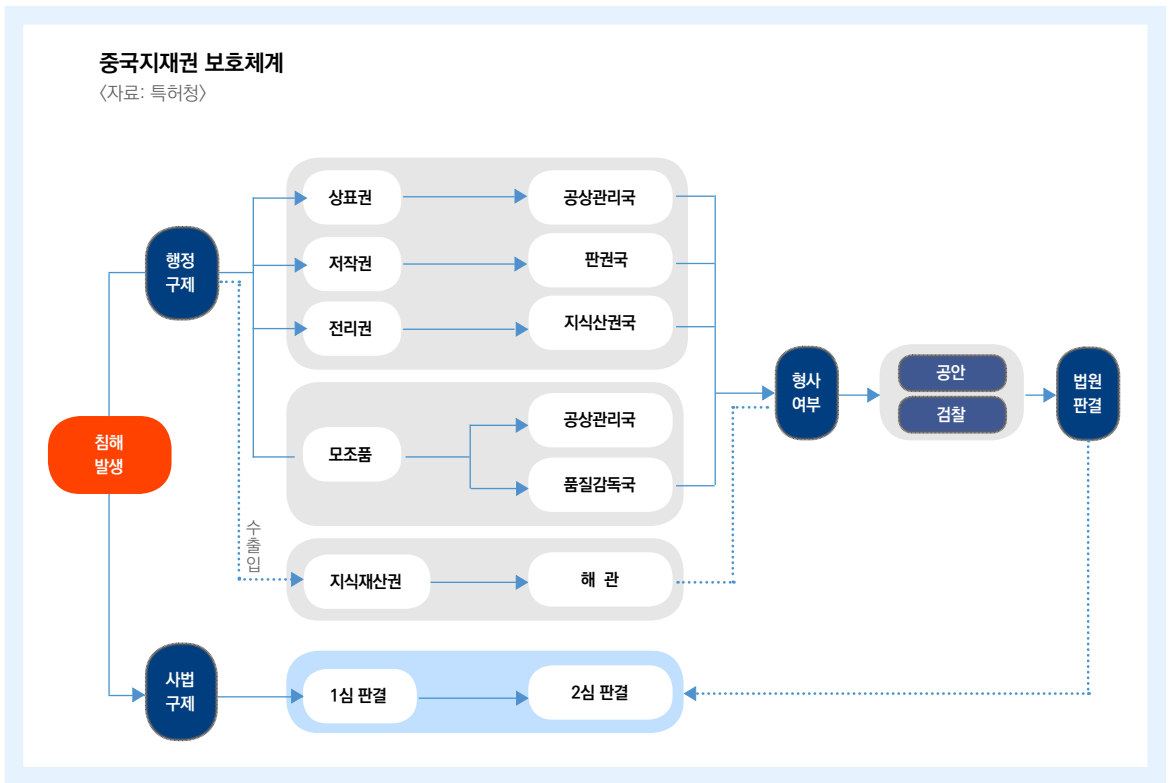 중국지재권 보호체계
〈자료: 특허청〉
침해
발생
행정
구제
상표권
공상관리국
저작권
판권국
전리권
지식산권국
모조품
공상관리국
품질감독국
수출입
지식재산권
해 관
형사
여부
공안
검찰
법원
판결
사법
구제
1심 판결
2심 판결